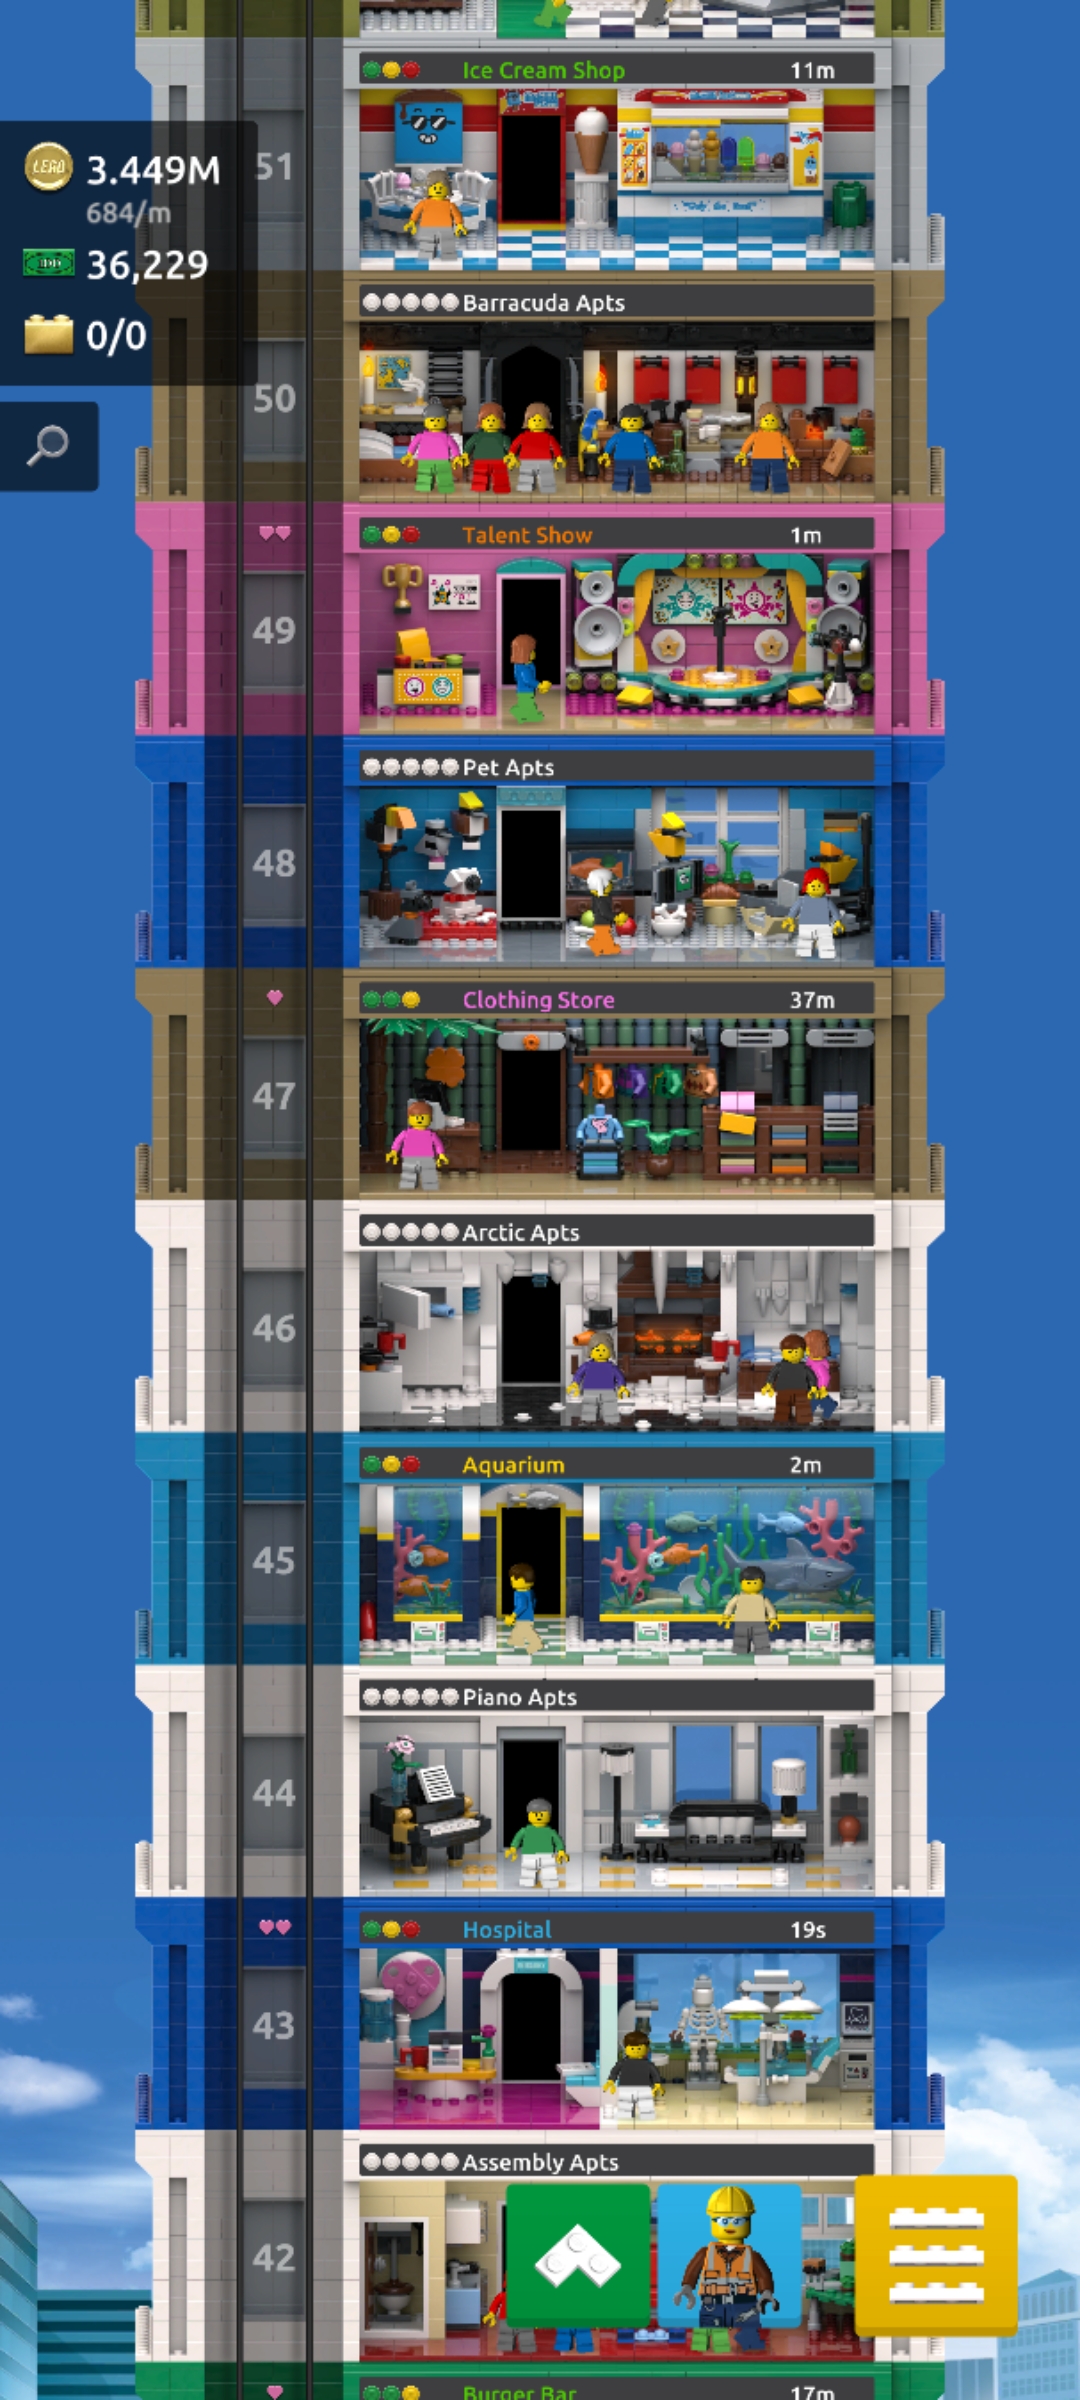 Ice Cream Shop 11m
LEGO 3.449M
684/m
51
36,229
0/0
Barracuda Apts
50
Talent Show 1m
49
Pet Apts
48
Clothing Store 37m
47
Arctic Apts
46
Aquarium 2m
45
Piano Apts
44
Hospital 19s
43
Assembly Apts
42
Burger Bar 17m